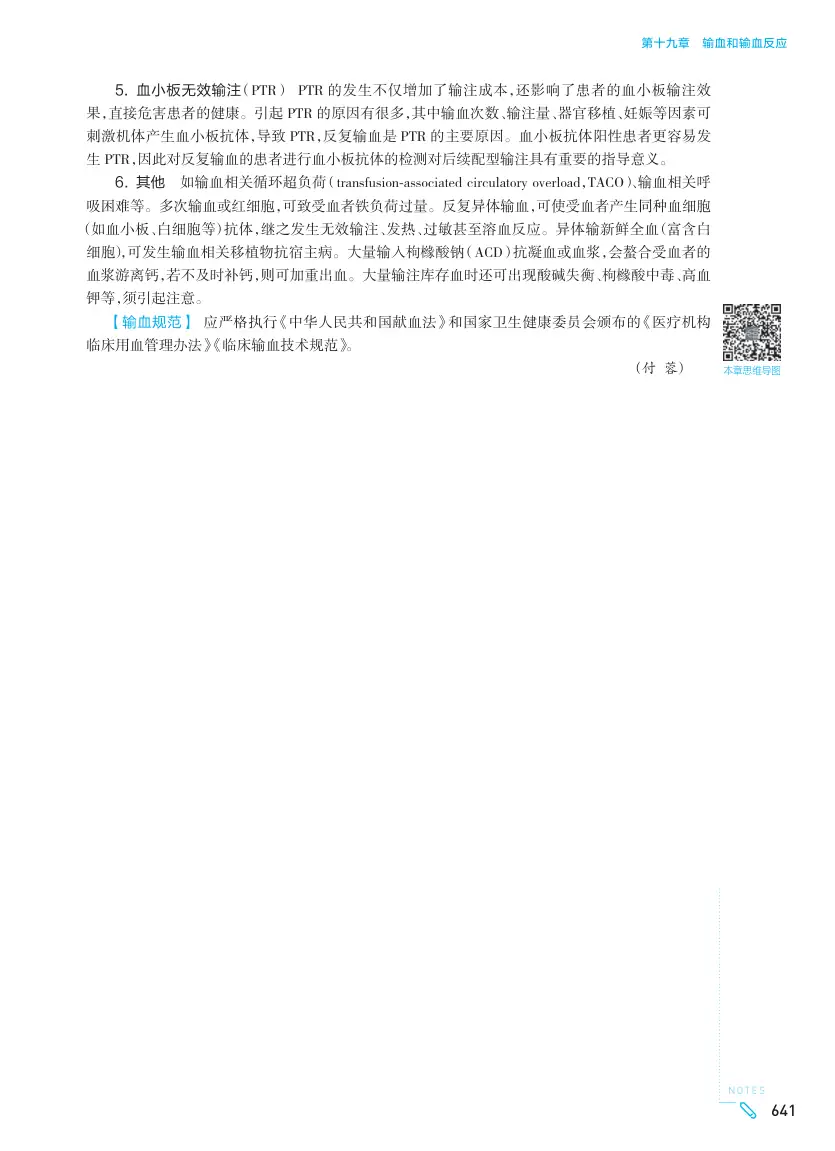 第十九章 输血和输血反应
5. 血小板无效输注（PTR） PTR 的发生不仅增加了输注成本，还影响了患者的血小板输注效
果，直接危害患者的健康。引起 PTR 的原因有很多，其中输血次数、输注量、器官移植、妊娠等因素可
刺激机体产生血小板抗体，导致 PTR，反复输血是 PTR 的主要原因。血小板抗体阳性患者更容易发
生 PTR，因此对反复输血的患者进行血小板抗体的检测对后续配型输注具有重要的指导意义。
6. 其他 如输血相关循环超负荷（transfusion-associated circulatory overload，TACO）、输血相关呼
吸困难等。多次输血或红细胞，可致受血者铁负荷过量。反复异体输血，可使受血者产生同种血细胞
（如血小板、白细胞等）抗体，继之发生无效输注、发热、过敏甚至溶血反应。异体输新鲜全血（富含白
细胞），可发生输血相关移植物抗宿主病。大量输入枸橼酸钠（ACD）抗凝血或血浆，会螯合受血者的
血浆游离钙，若不及时补钙，则可加重出血。大量输注库存血时还可出现酸碱失衡、枸橼酸中毒、高血
钾等，须引起注意。
【输血规范】 应严格执行《中华人民共和国献血法》和国家卫生健康委员会颁布的《医疗机构
临床用血管理办法》《临床输血技术规范》。
（付 蓉）
本章思维导图
NOTES
641